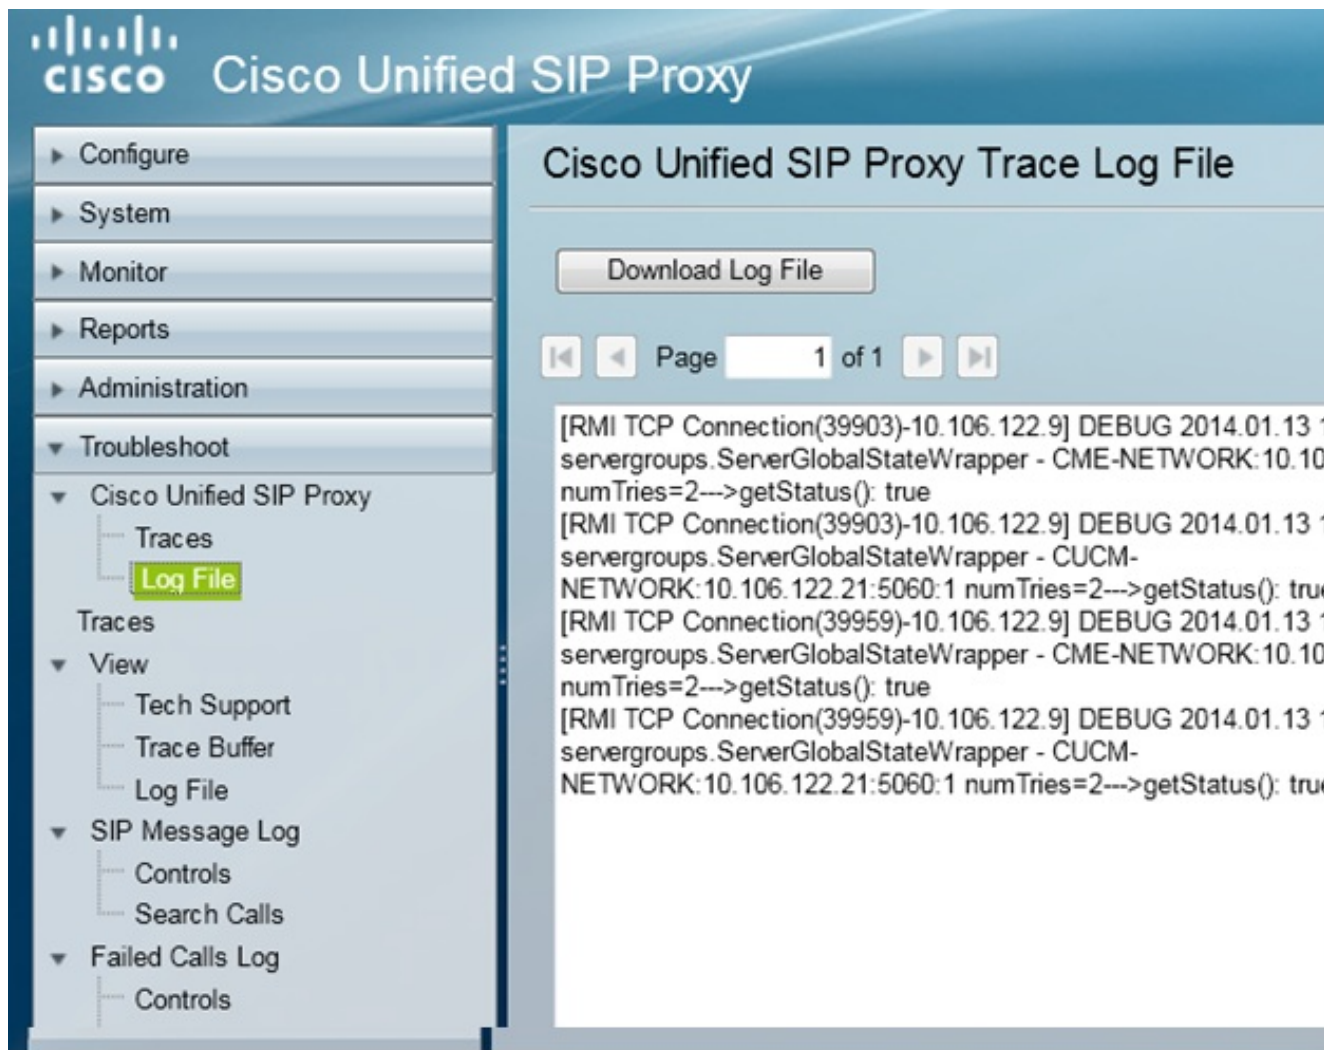 CISCO Cisco Unified SIP Proxy
Configure
System
Monitor
Reports
Administration
Troubleshoot
Cisco Unified SIP Proxy
Traces
Log File
Traces
View
Tech Support
Trace Buffer
Log File
SIP Message Log
Controls
Search Calls
Failed Calls Log
Controls
Cisco Unified SIP Proxy Trace Log File
Download Log File
Page 1 of 1
[RMI TCP Connection(39903)-10.106.122.9] DEBUG 2014.01.13 1
servergroups.ServerGlobalStateWrapper - CME-NETWORK:10.10
numTries=2--->getStatus(): true
[RMI TCP Connection(39903)-10.106.122.9] DEBUG 2014.01.13 1
servergroups.ServerGlobalStateWrapper - CUCM-
NETWORK:10.106.122.21:5060:1 numTries=2--->getStatus(): true
[RMI TCP Connection(39959)-10.106.122.9] DEBUG 2014.01.13 1
servergroups.ServerGlobalStateWrapper - CME-NETWORK:10.10
numTries=2--->getStatus(): true
[RMI TCP Connection(39959)-10.106.122.9] DEBUG 2014.01.13 1
servergroups.ServerGlobalStateWrapper - CUCM-
NETWORK:10.106.122.21:5060:1 numTries=2--->getStatus(): true